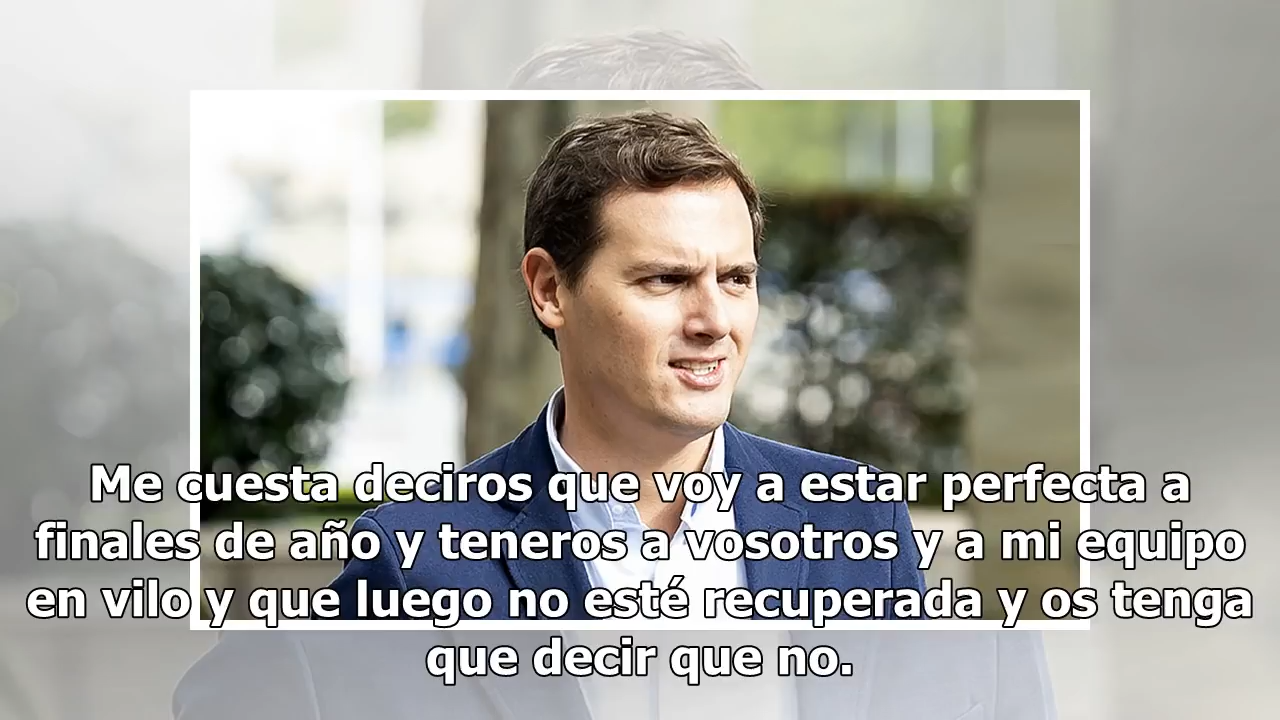 Me cuesta deciros que voy a estar perfecta a
finales de año y teneros a vosotros y a mi equipo
en vilo y que luego no esté recuperada y os tenga
que decir que no.